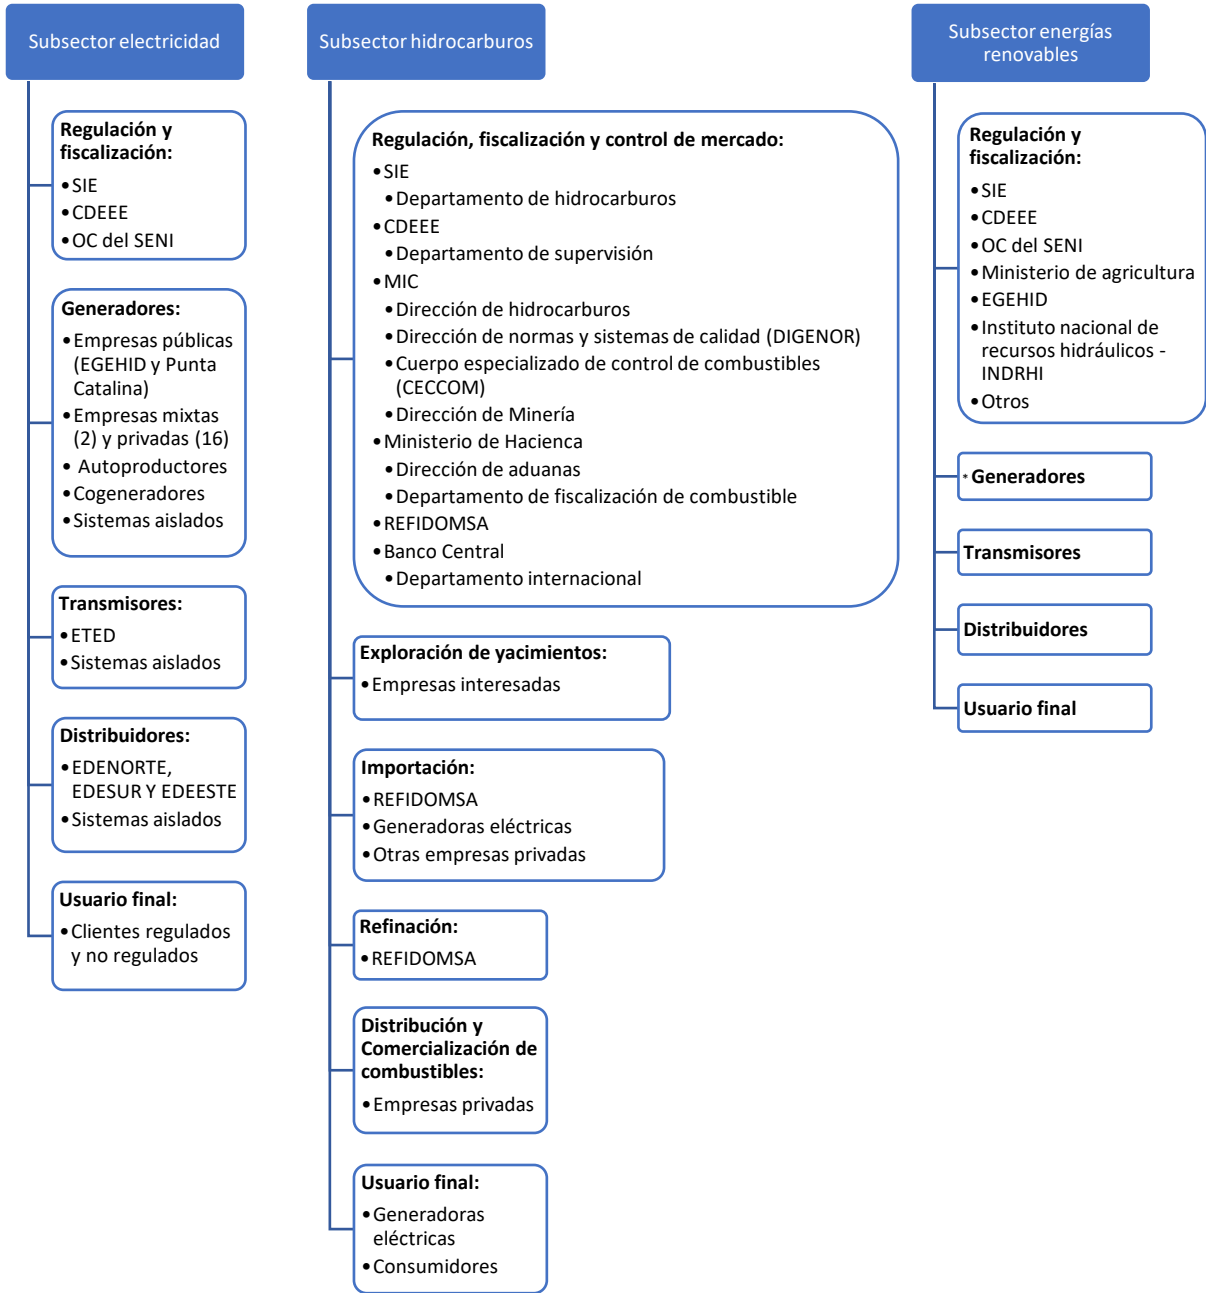 Subsector electricidad
Regulación y
fiscalización:
•SIE
•CDEEE
•OC del SENI
Generadores:
•Empresas públicas
(EGEHID y Punta
Catalina)
•Empresas mixtas
(2) y privadas (16)
• Autoproductores
•Cogeneradores
•Sistemas aislados
Transmisores:
•ETED
•Sistemas aislados
Distribuidores:
•EDENORTE,
EDESUR Y EDEESTE
•Sistemas aislados
Usuario final:
•Clientes regulados
y no regulados
Subsector hidrocarburos
Regulación, fiscalización y control de mercado:
•SIE
•Departamento de hidrocarburos
•CDEEE
•Departamento de supervisión
•MIC
•Dirección de hidrocarburos
•Dirección de normas y sistemas de calidad (DIGENOR)
•Cuerpo especializado de control de combustibles
(CECCOM)
•Dirección de Minería
•Ministerio de Hacienca
•Dirección de aduanas
•Departamento de fiscalización de combustible
•REFIDOMSA
•Banco Central
•Departamento internacional
Exploración de yacimientos:
•Empresas interesadas
Importación:
•REFIDOMSA
•Generadoras eléctricas
•Otras empresas privadas
Refinación:
•REFIDOMSA
Distribución y
Comercialización de
combustibles:
•Empresas privadas
Usuario final:
•Generadoras
eléctricas
•Consumidores
Subsector energías
renovables
Regulación y
fiscalización:
•SIE
•CDEEE
•OC del SENI
•Ministerio de agricultura
•EGEHID
•Instituto nacional de
recursos hidráulicos -
INDRHI
•Otros
* Generadores
Transmisores
Distribuidores
Usuario final